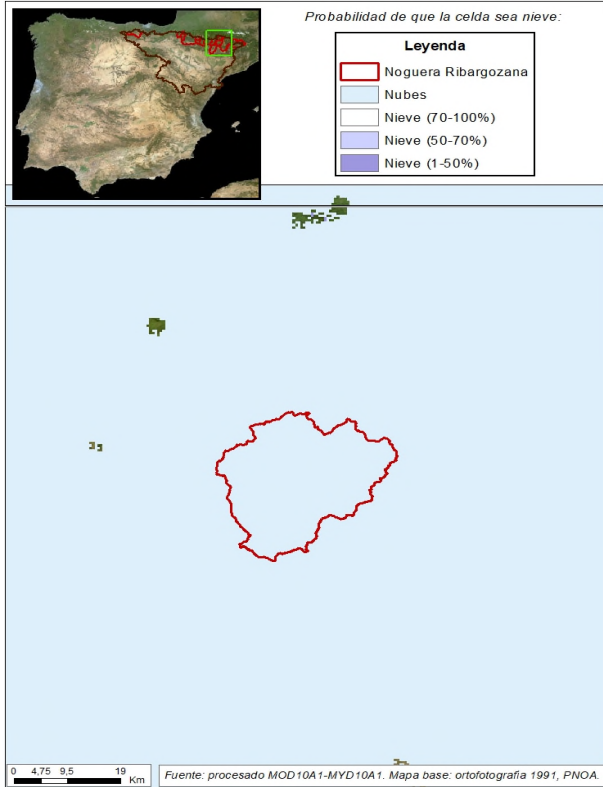 Probabilidad de que la celda sea nieve:
Leyenda
Noguera Ribargozana
Nubes
Nieve (70-100%)
Nieve (50-70%)
Nieve (1-50%)
0 4,75 9,5 19
Km
Fuente: procesado MOD10A1-MYD10A1. Mapa base: ortofotografía 1991, PNOA.